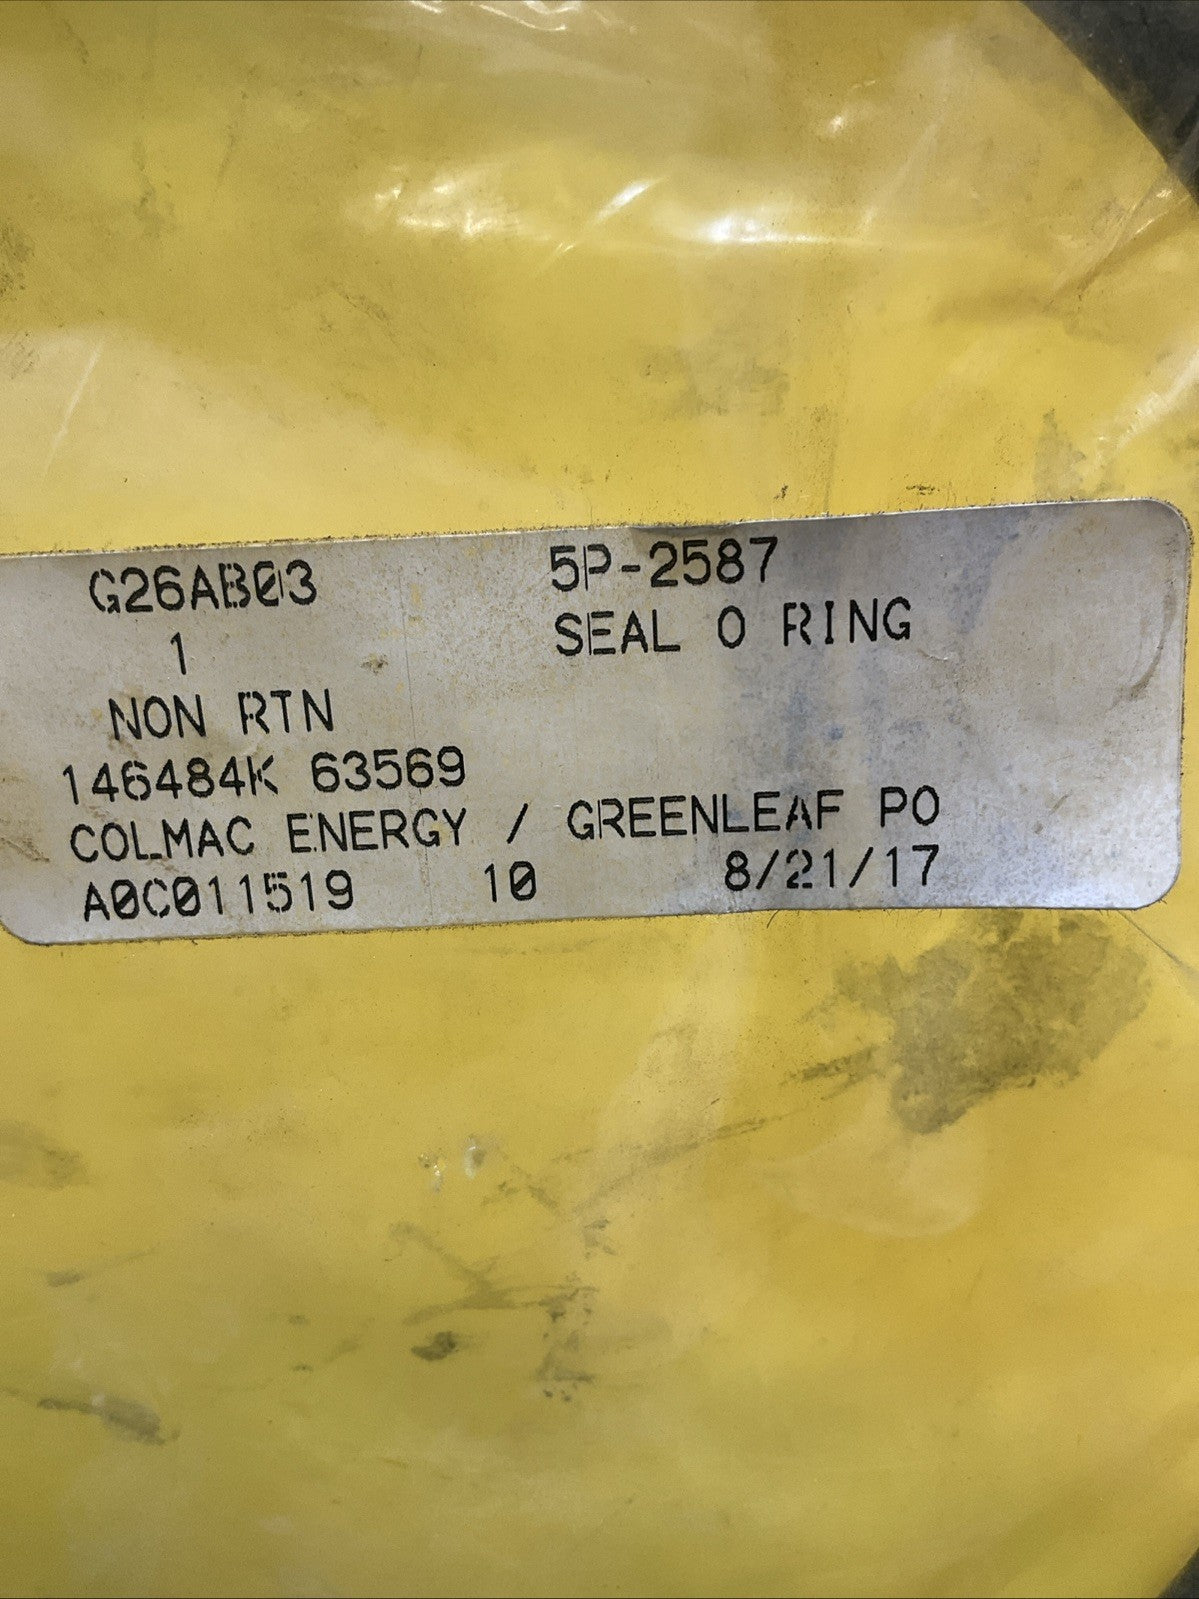 G26AB03 5P-2587
1 SEAL O RING
NON RTN
146484K 63569
COLMAC ENERGY / GREENLEAF PO
A0C011519 10 8/21/17